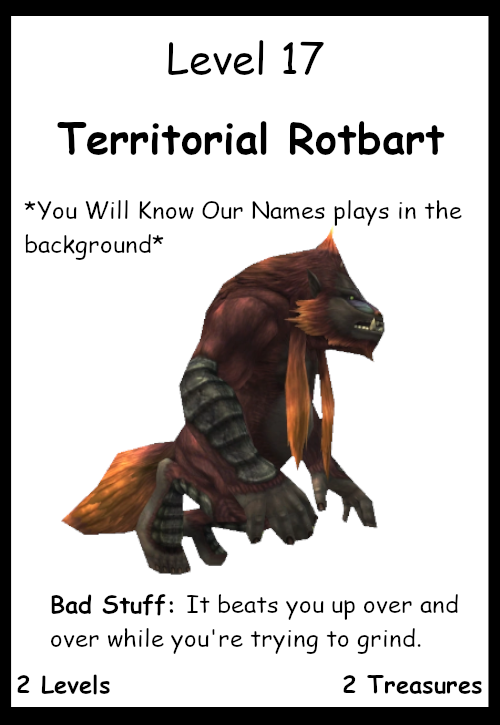 Level 17
Territorial Rotbart
*You Will Know Our Names plays in the
background*
Bad Stuff: It beats you up over and
over while you're trying to grind.
2 Levels 2 Treasures